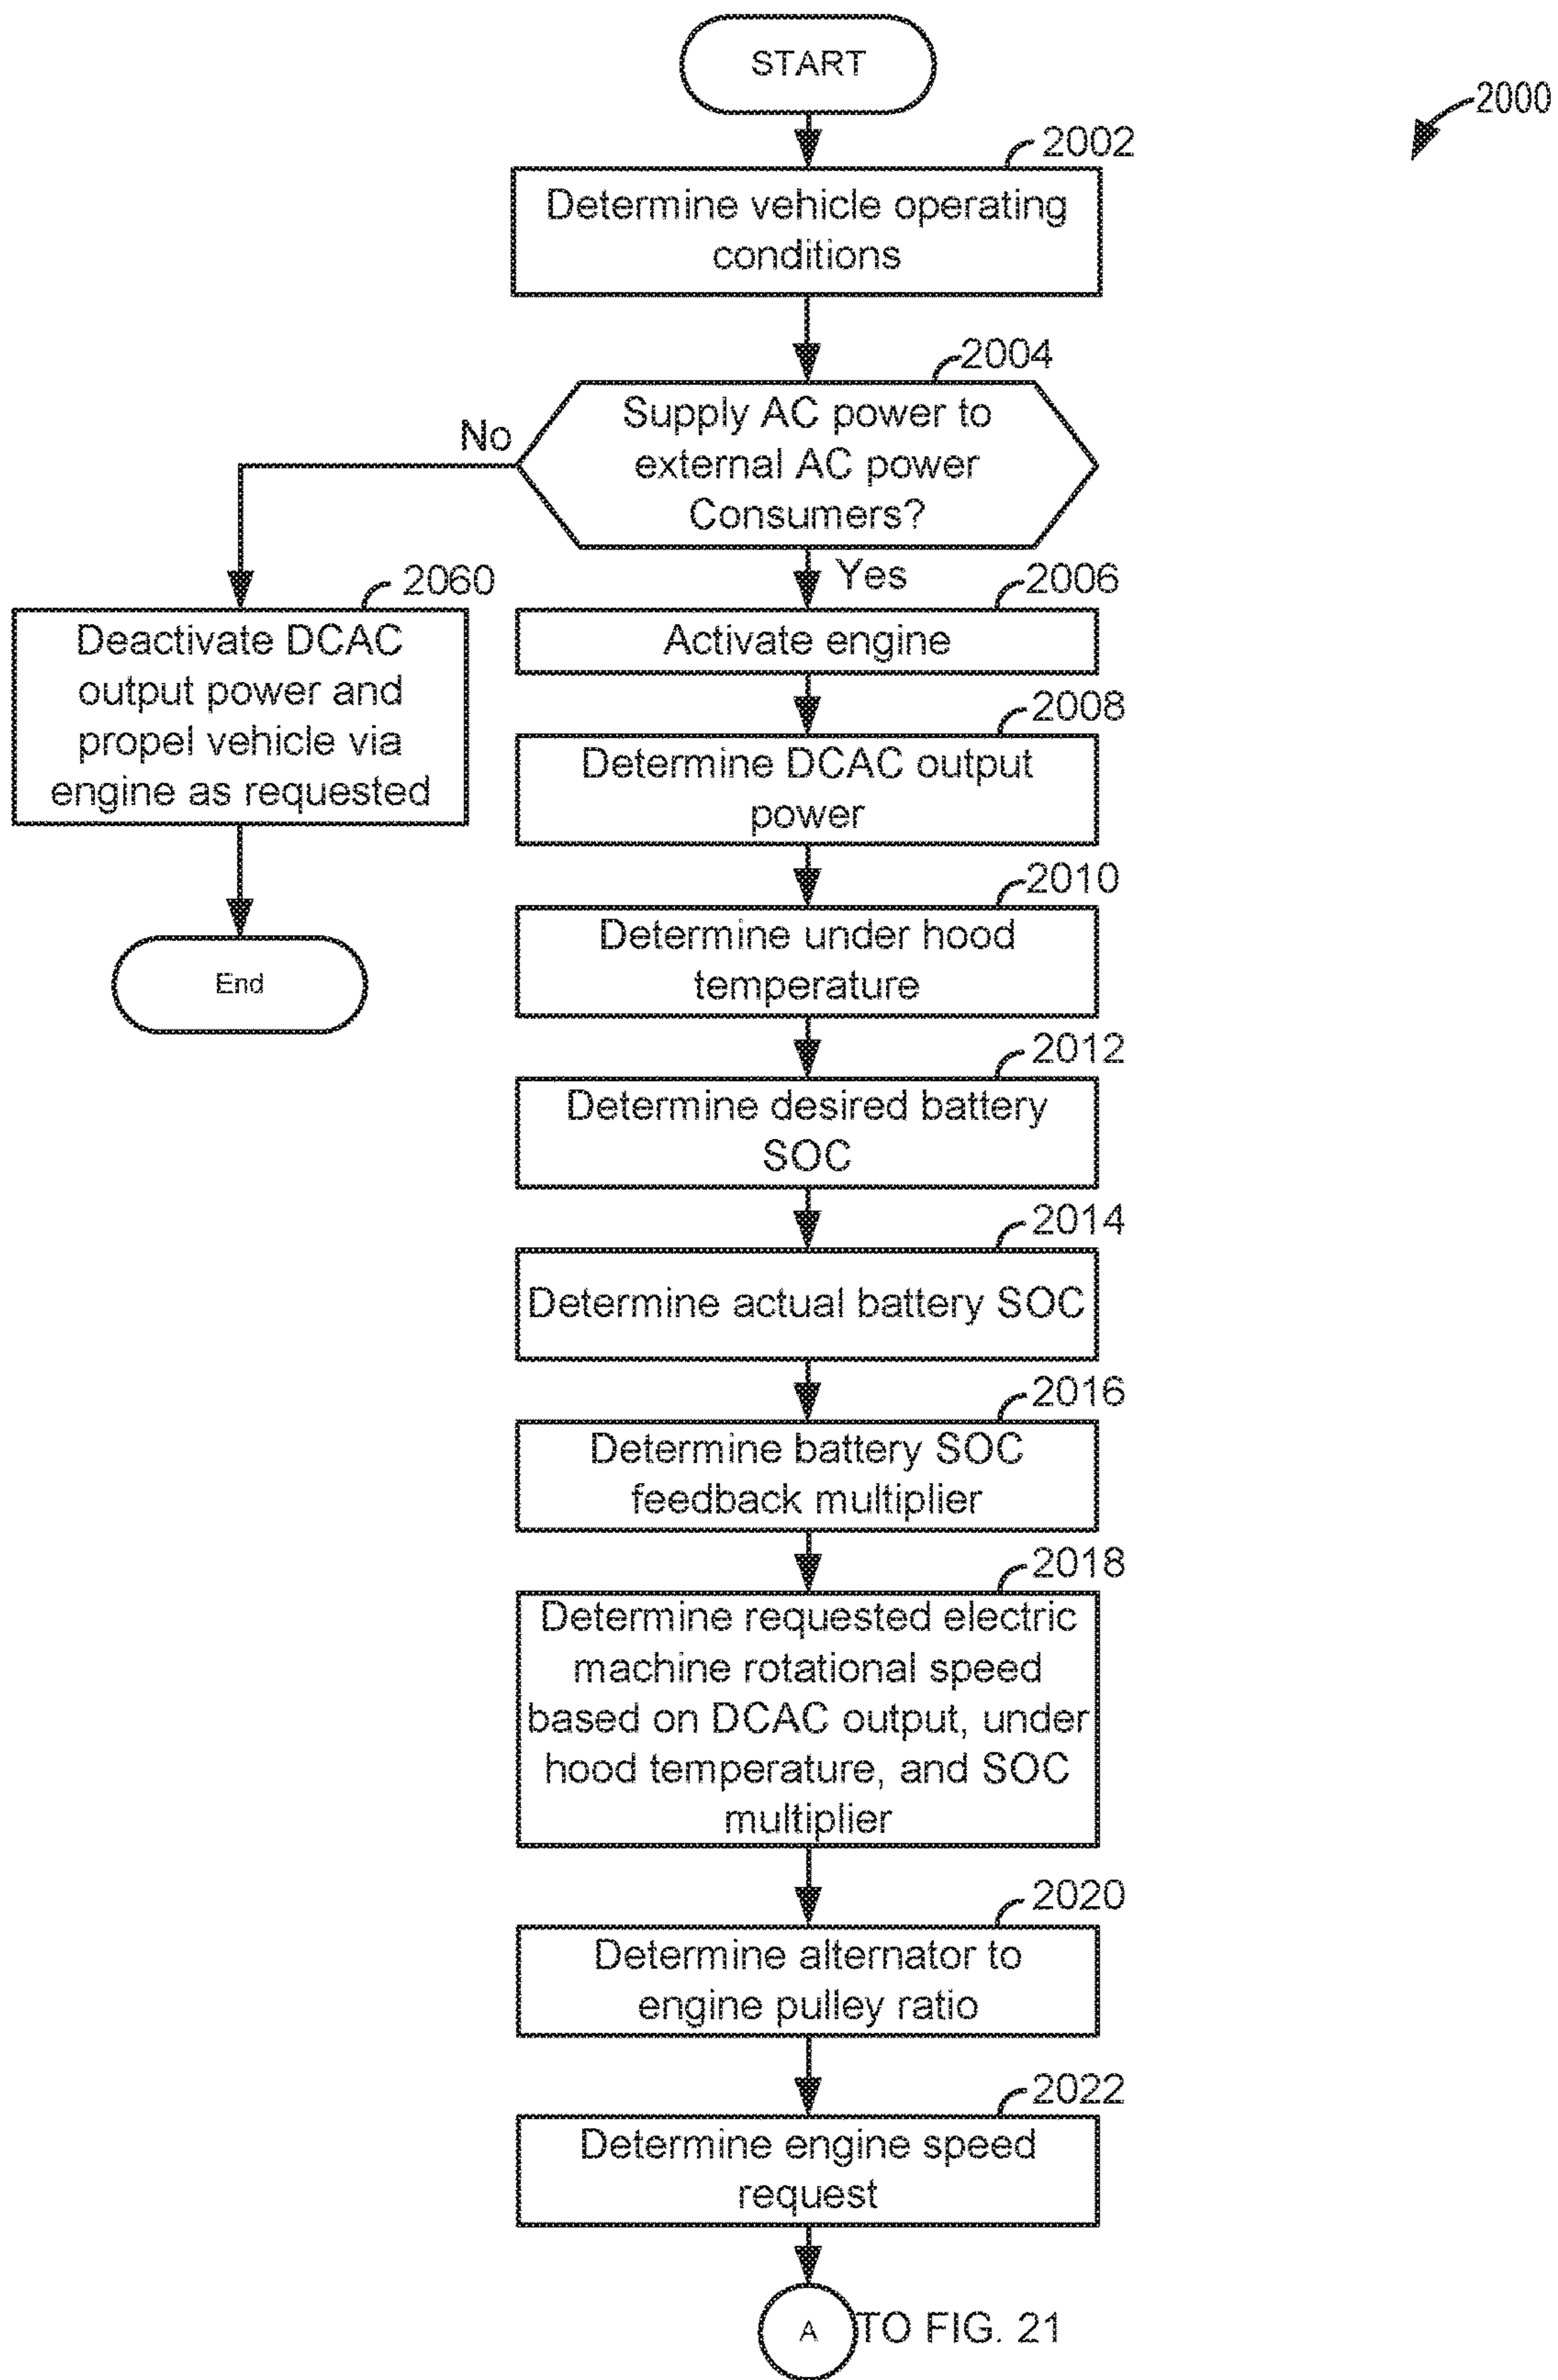 START
2000
2002
Determine vehicle operating
conditions
2004
Supply AC power to
external AC power
Consumers?
No
Yes
2060
Deactivate DCAC
output power and
propel vehicle via
engine as requested
End
2006
Activate engine
2008
Determine DCAC output
power
2010
Determine under hood
temperature
2012
Determine desired battery
SOC
2014
Determine actual battery SOC
2016
Determine battery SOC
feedback multiplier
2018
Determine requested electric
machine rotational speed
based on DCAC output, under
hood temperature, and SOC
multiplier
2020
Determine alternator to
engine pulley ratio
2022
Determine engine speed
request
A
TO FIG. 21